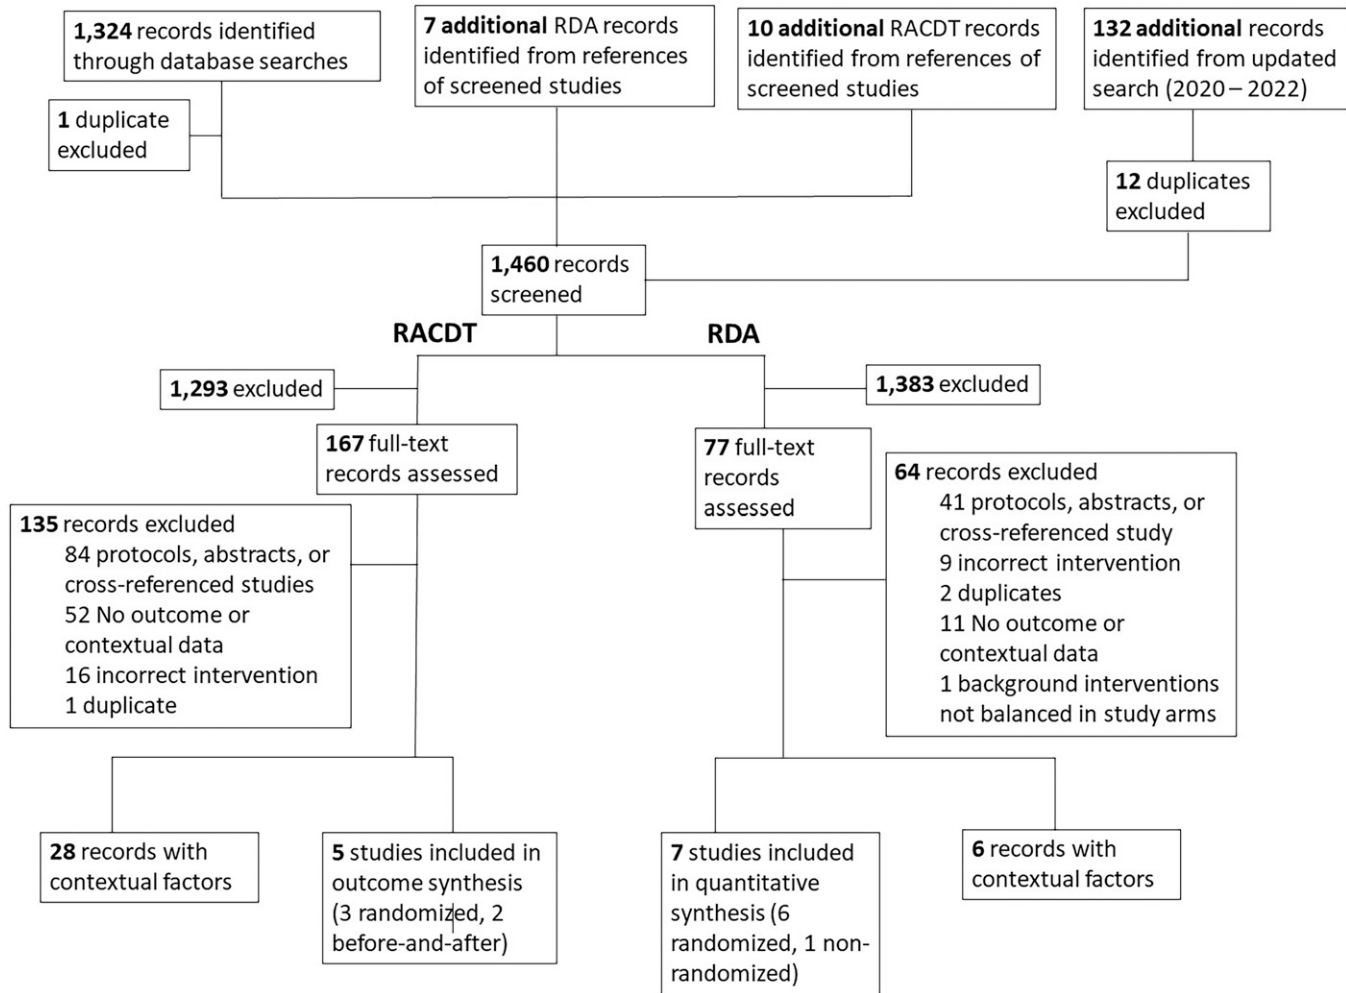 1,324 records identified
through database searches
7 additional RDA records
identified from references
of screened studies
10 additional RACDT records
identified from references of
screened studies
132 additional records
identified from updated
search (2020 – 2022)
1 duplicate
excluded
12 duplicates
excluded
1,460 records
screened
RACDT
RDA
1,293 excluded
1,383 excluded
167 full-text
records assessed
77 full-text
records
assessed
135 records excluded
84 protocols, abstracts, or
cross-referenced studies
52 No outcome or
contextual data
16 incorrect intervention
1 duplicate
64 records excluded
41 protocols, abstracts, or
cross-referenced study
9 incorrect intervention
2 duplicates
11 No outcome or
contextual data
1 background interventions
not balanced in study arms
28 records with
contextual factors
5 studies included in
outcome synthesis
(3 randomized, 2
before-and-after)
7 studies included
in quantitative
synthesis (6
randomized, 1 non-
randomized)
6 records with
contextual factors